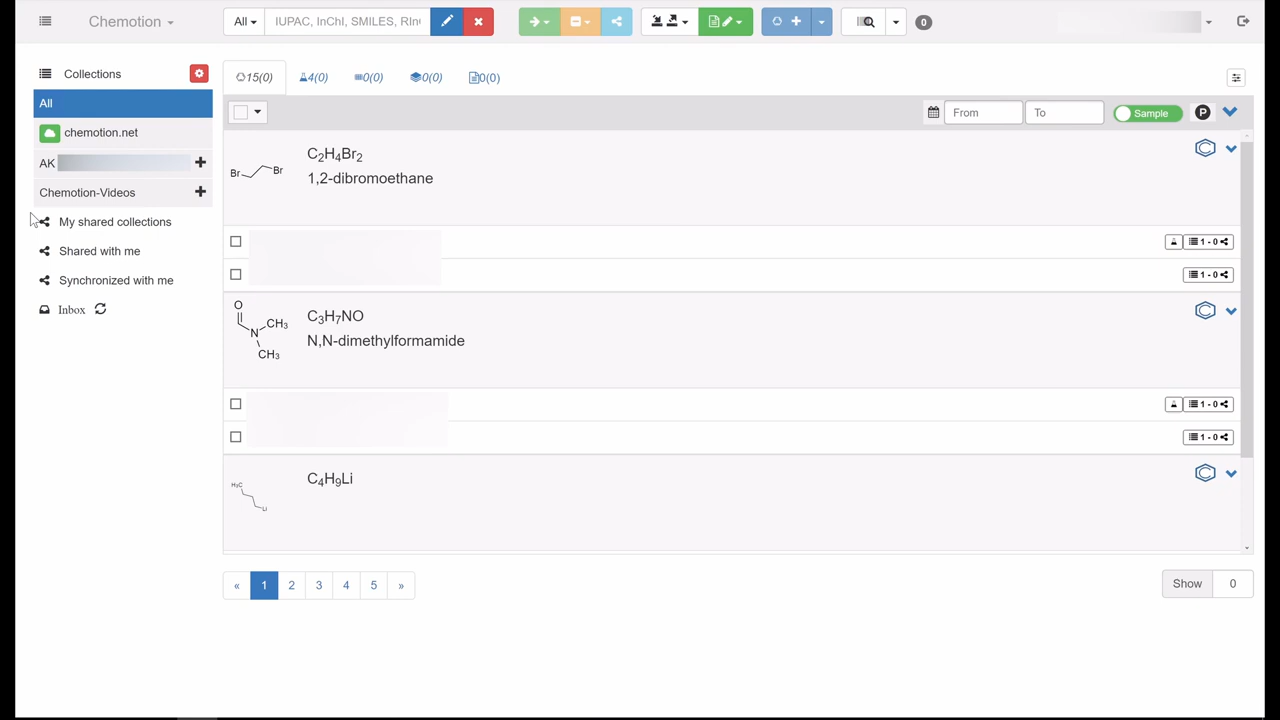 Chemotion
All
IUPAC, InChI, SMILES, RInC
0
Collections
All
chemotion.net
AK
Chemotion-Videos
My shared collections
Shared with me
Synchronized with me
Inbox
15(0) 4(0) 0(0) 0(0) 0(0)
From To Sample P
C2H4Br2
1,2-dibromoethane
Br Br
1 - 0
1 - 0
C3H7NO
N,N-dimethylformamide
O
CH3
N
CH3
1 - 0
1 - 0
C4H9Li
H3C
Li
« 1 2 3 4 5 »
Show 0